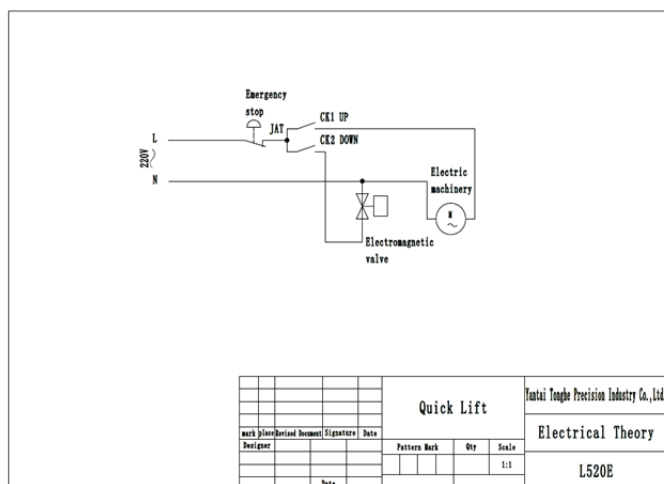 Emergency
stop
JAT
CK1 UP
CK2 DOWN
L
220V
N
Electric
machinery
M
Electromagnetic
valve
Quick Lift
Yantai Tonghe Precision Industry Co.,Ltd
Electrical Theory
L520E
mark place Revised Document Signature Date
Designer
Pattern Mark Qty Scale
1:1
Date